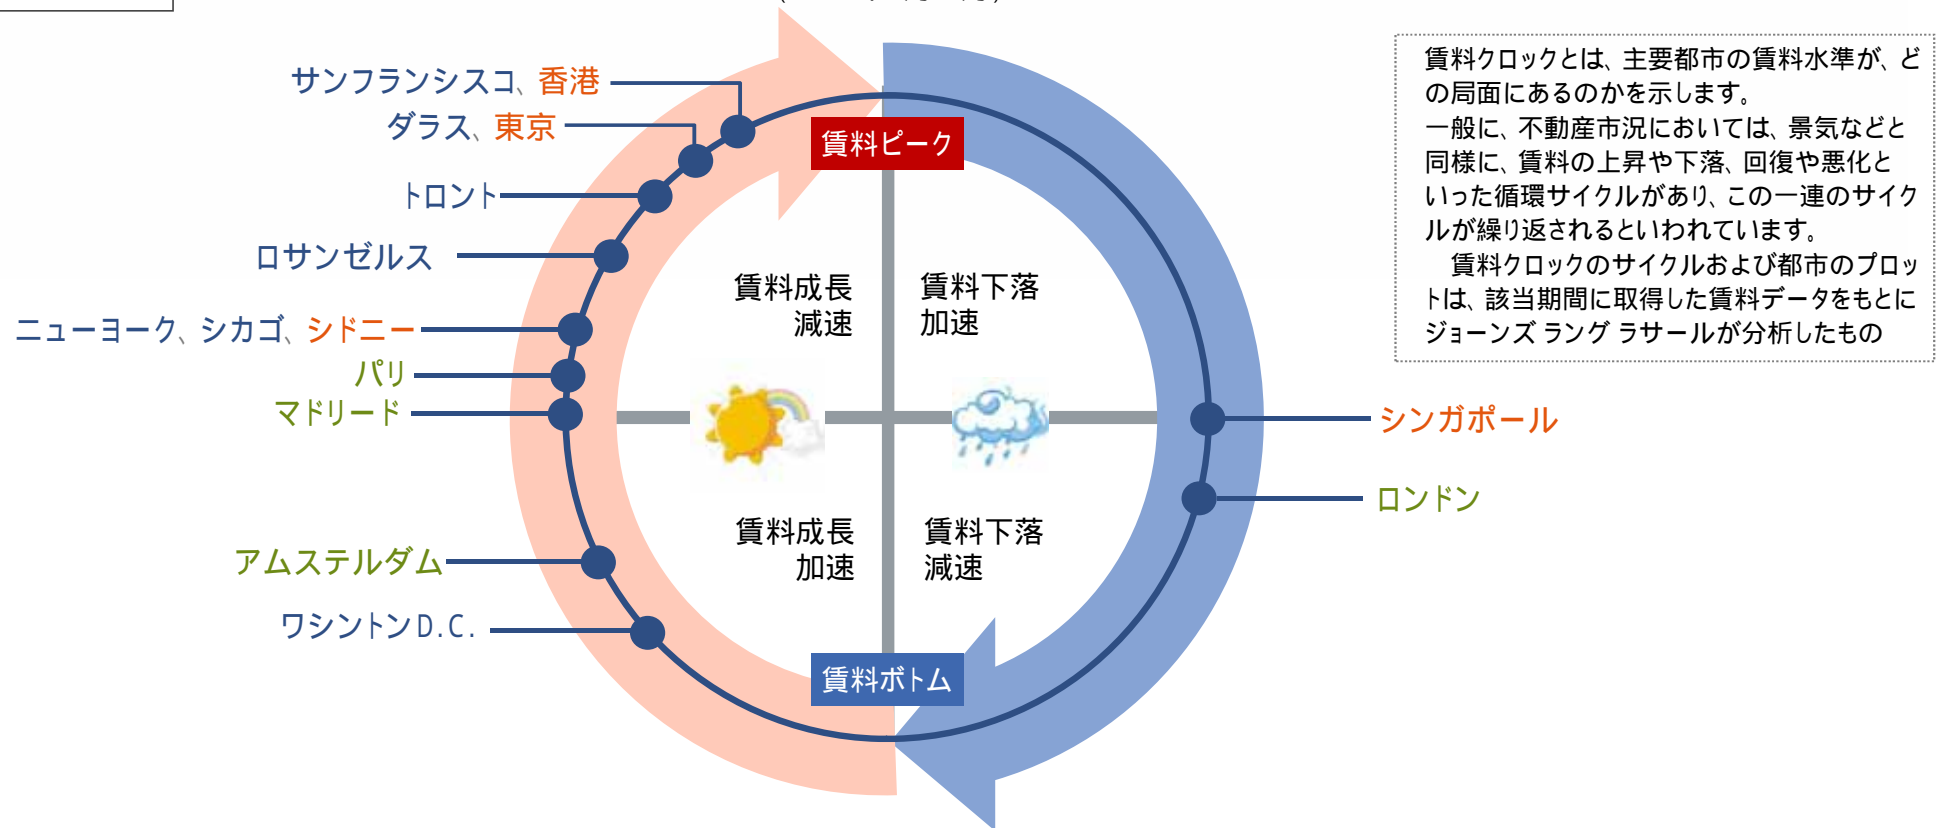 サンフランシスコ、香港
ダラス、東京
トロント
ロサンゼルス
ニューヨーク、シカゴ、シドニー
パリ
マドリード
アムステルダム
ワシントンD.C.
賃料ピーク
賃料成長
減速
賃料下落
加速
賃料成長
加速
賃料下落
減速
賃料ボトム
シンガポール
ロンドン
賃料クロックとは、主要都市の賃料水準が、ど
の局面にあるのかを示します。
一般に、不動産市況においては、景気などと
同様に、賃料の上昇や下落、回復や悪化と
いった循環サイクルがあり、この一連のサイク
ルが繰り返されるといわれています。
賃料クロックのサイクルおよび都市のプロッ
トは、該当期間に取得した賃料データをもとに
ジョーンズ ラング ラサールが分析したもの